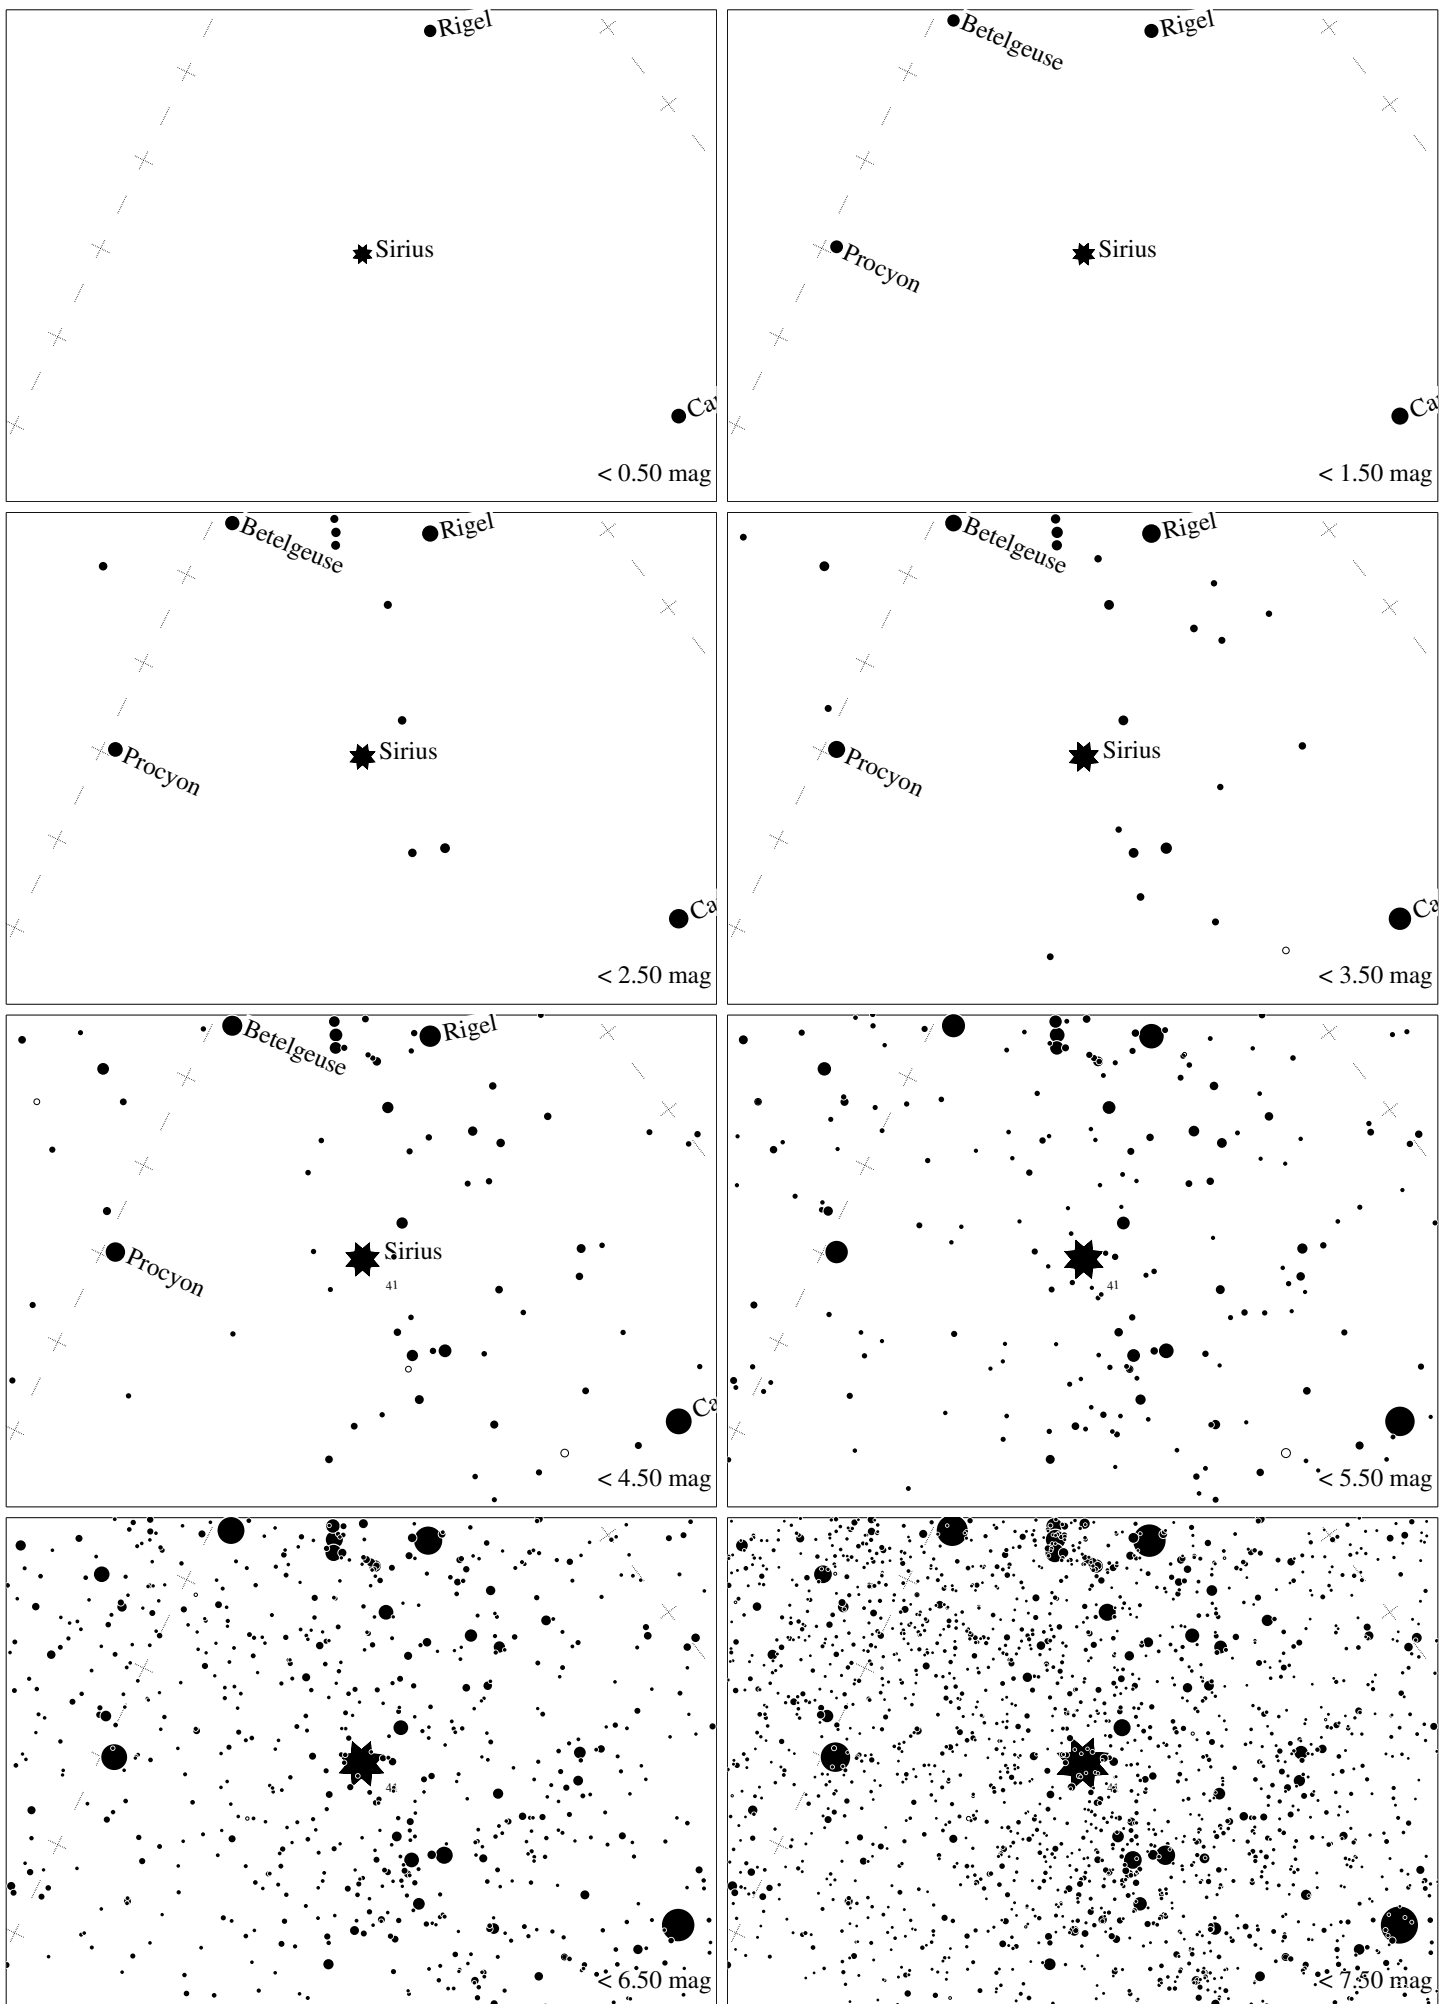 Rigel
Sirius
Ca
< 0.50 mag
Betelgeuse
Rigel
Procyon
Sirius
Ca
< 1.50 mag
Betelgeuse
Rigel
Procyon
Sirius
Ca
< 2.50 mag
Betelgeuse
Rigel
Procyon
Sirius
Ca
< 3.50 mag
Betelgeuse
Rigel
Procyon
Sirius
41
Ca
< 4.50 mag
41
< 5.50 mag
< 6.50 mag
< 7.50 mag